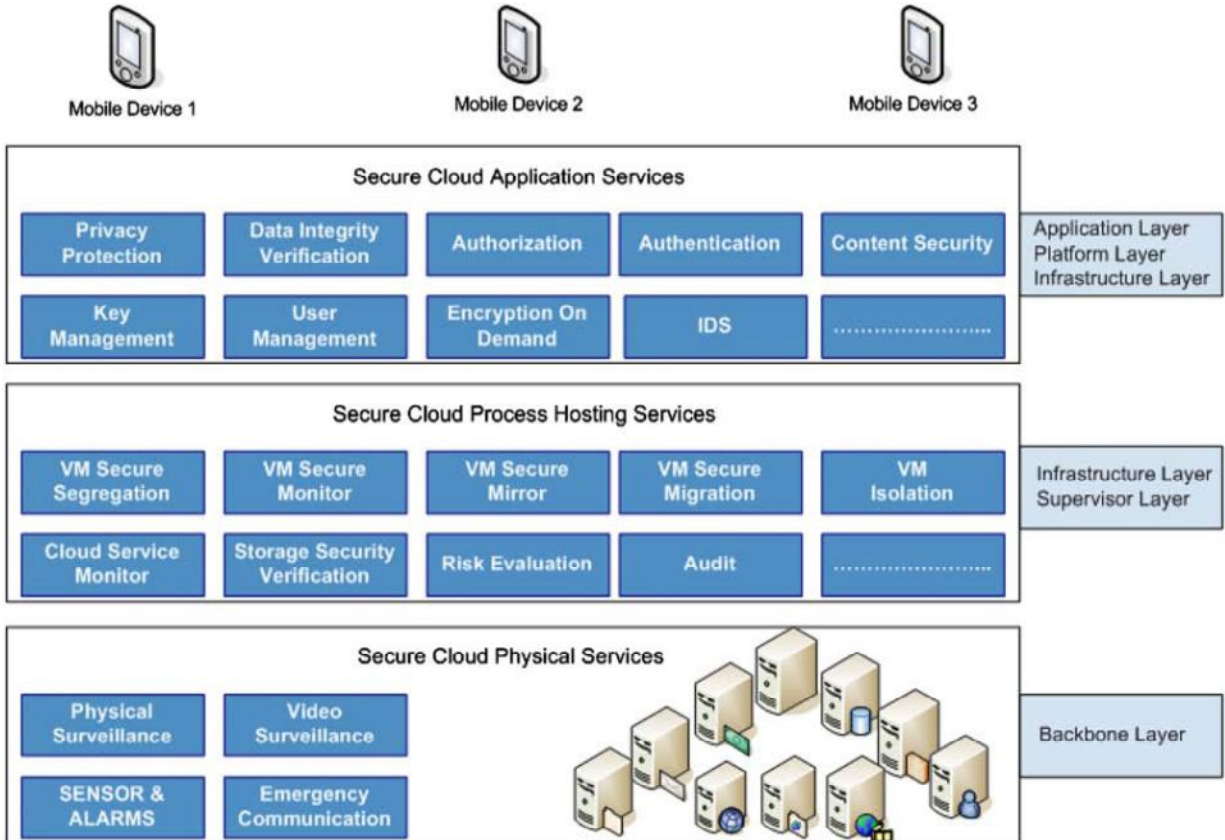 Mobile Device 1
Mobile Device 2
Mobile Device 3
Secure Cloud Application Services
Privacy
Protection
Data Integrity
Verification
Authorization
Authentication
Content Security
Key
Management
User
Management
Encryption On
Demand
IDS
........................
Application Layer
Platform Layer
Infrastructure Layer
Secure Cloud Process Hosting Services
VM Secure
Segregation
VM Secure
Monitor
VM Secure
Mirror
VM Secure
Migration
VM
Isolation
Cloud Service
Monitor
Storage Security
Verification
Risk Evaluation
Audit
........................
Infrastructure Layer
Supervisor Layer
Secure Cloud Physical Services
Physical
Surveillance
Video
Surveillance
SENSOR &
ALARMS
Emergency
Communication
Backbone Layer